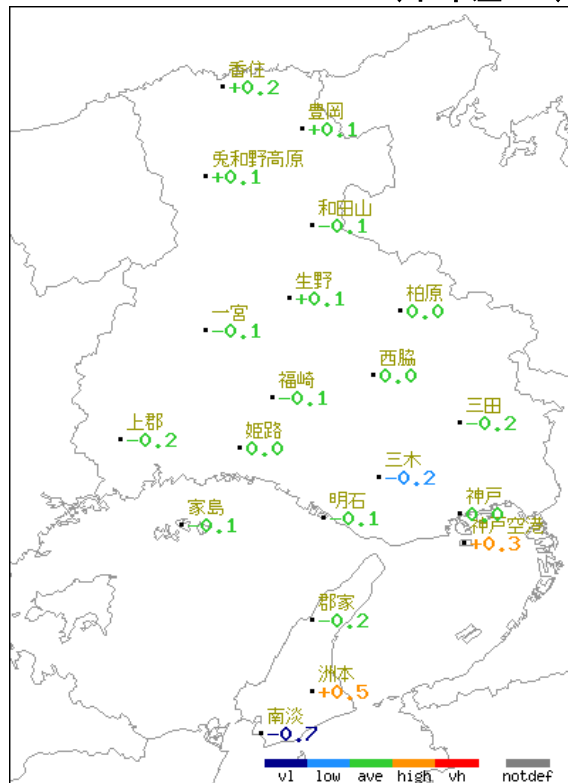 香住
+0.2
豊岡
+0.1
兎和野高原
+0.1
和田山
-0.1
生野
+0.1
柏原
0.0
一宮
-0.1
西脇
0.0
福崎
-0.1
三田
-0.2
上郡
-0.2
姫路
0.0
三木
-0.2
家島
-0.1
明石
-0.1
神戸
0.0
神戸空港
+0.3
郡家
-0.2
洲本
+0.5
南淡
-0.7
vl low ave high vh notdef